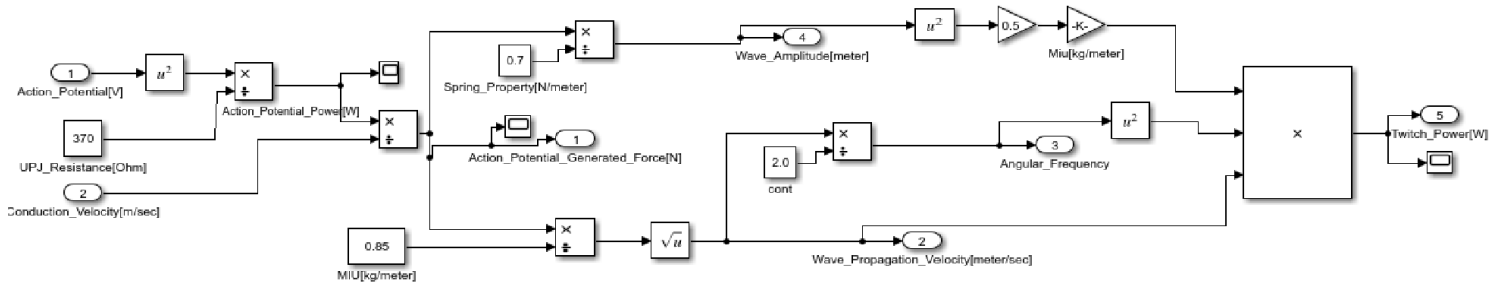 u²
0.5
-K-
4
Wave_Amplitude[meter]
Miu[kg/meter]
×
÷
0.7
Spring_Property[N/meter]
1
Action_Potential[V]
u²
×
÷
Action_Potential_Power[W]
370
UPJ_Resistance[Ohm]
×
÷
1
Action_Potential_Generated_Force[N]
2
Conduction_Velocity[m/sec]
×
÷
2.0
cont
u²
3
Angular_Frequency
×
5
Twitch_Power[W]
0.85
MIU[kg/meter]
×
÷
√u
2
Wave_Propagation_Velocity[meter/sec]